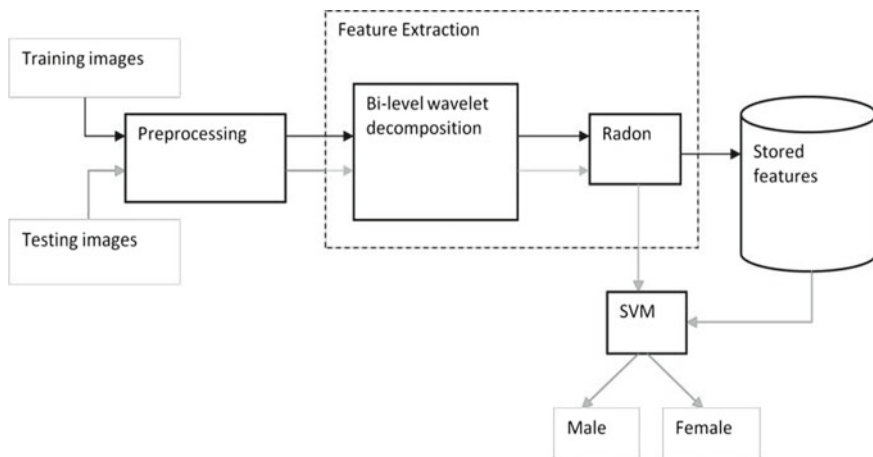 Feature Extraction
Training images
Bi-level wavelet
decomposition
Preprocessing
Radon
Stored
features
Testing images
SVM
Male
Female